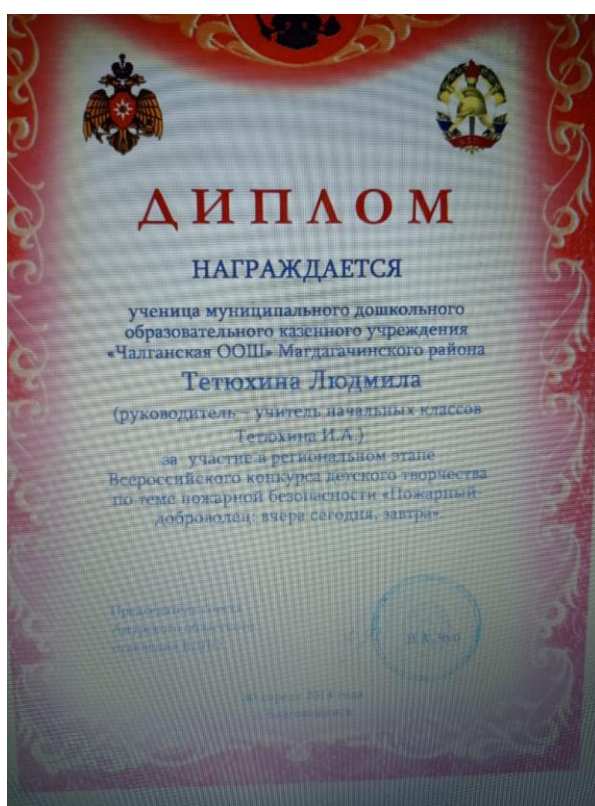 ДИПЛОМ
НАГРАЖДАЕТСЯ
ученица муниципального дошкольного
образовательного казенного учреждения
«Чалганская ООШ» Магдагачинского района
Тетюхина Людмила
(руководитель – учитель начальных классов
Тетюхина И.А.)
за участие в региональном этапе
Всероссийского конкурса детского творчества
по теме пожарной безопасности «Пожарный-
доброволец: вчера сегодня, завтра».